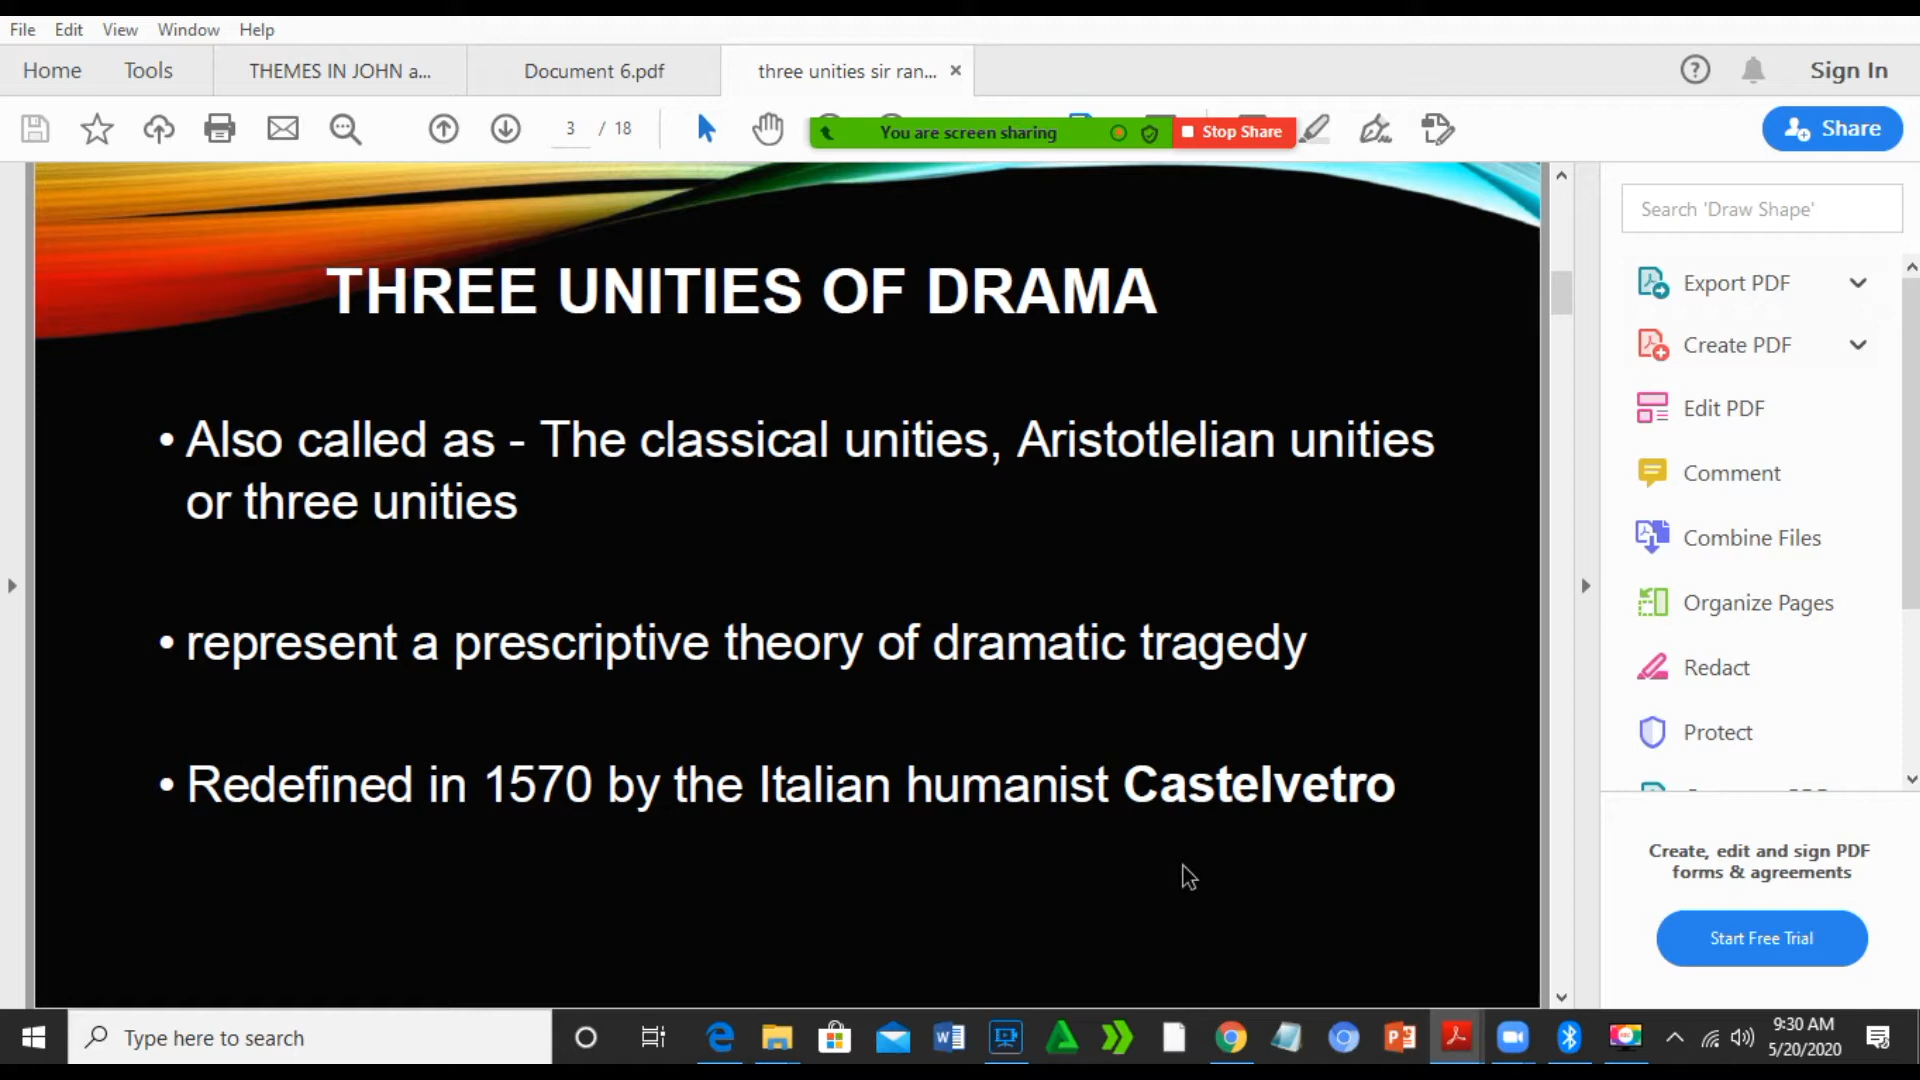 File Edit View Window Help
Home Tools THEMES IN JOHN a... Document 6.pdf three unities sir ran... Sign In
3 / 18 You are screen sharing Stop Share Share
THREE UNITIES OF DRAMA
• Also called as - The classical unities, Aristotlelian unities
or three unities
• represent a prescriptive theory of dramatic tragedy
• Redefined in 1570 by the Italian humanist Castelvetro
Search 'Draw Shape'
Export PDF
Create PDF
Edit PDF
Comment
Combine Files
Organize Pages
Redact
Protect
Create, edit and sign PDF
forms & agreements
Start Free Trial
Type here to search
9:30 AM
5/20/2020